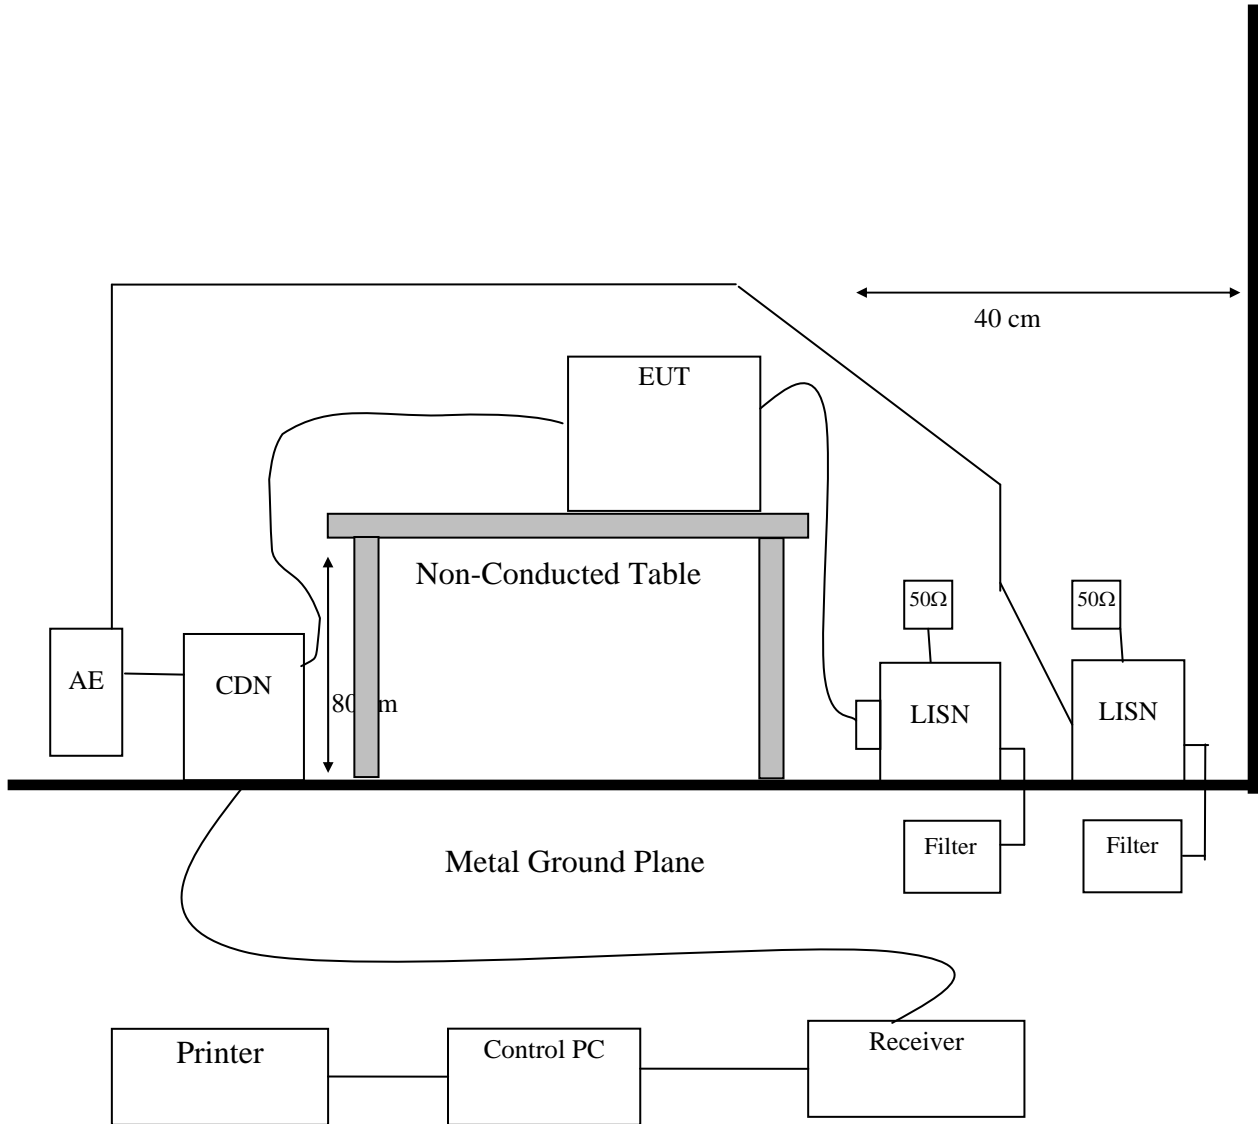 40 cm
EUT
Non-Conducted Table
50Ω
50Ω
AE
CDN
80 m
LISN
LISN
Filter
Filter
Metal Ground Plane
Printer
Control PC
Receiver